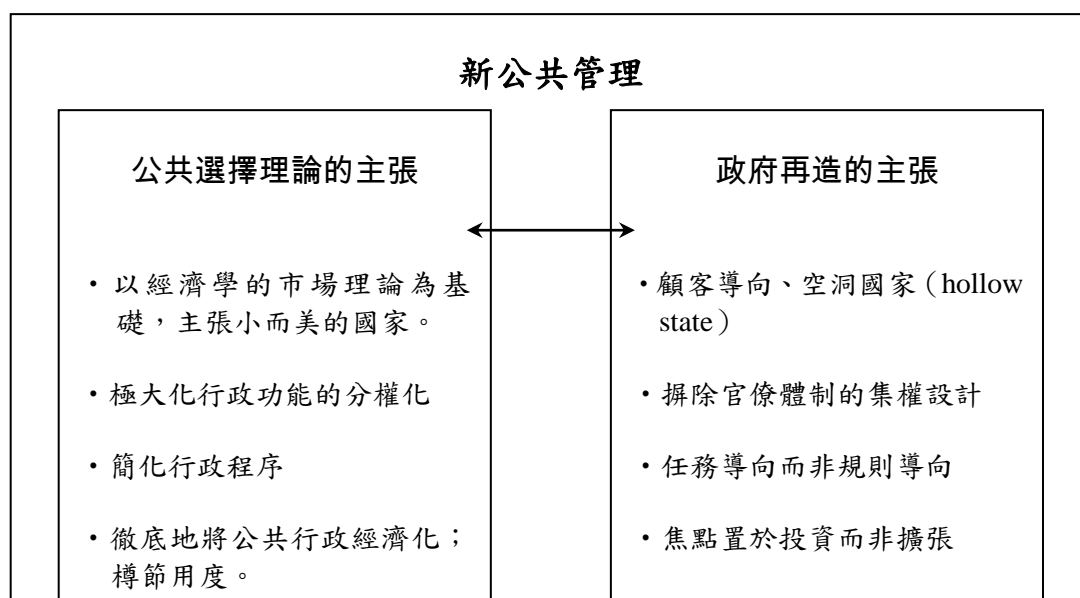 新公共管理
公共選擇理論的主張
・以經濟學的市場理論為基
礎，主張小而美的國家。
・極大化行政功能的分權化
・簡化行政程序
・徹底地將公共行政經濟化；
樽節用度。
政府再造的主張
・顧客導向、空洞國家（hollow
state）
・摒除官僚體制的集權設計
・任務導向而非規則導向
・焦點置於投資而非擴張